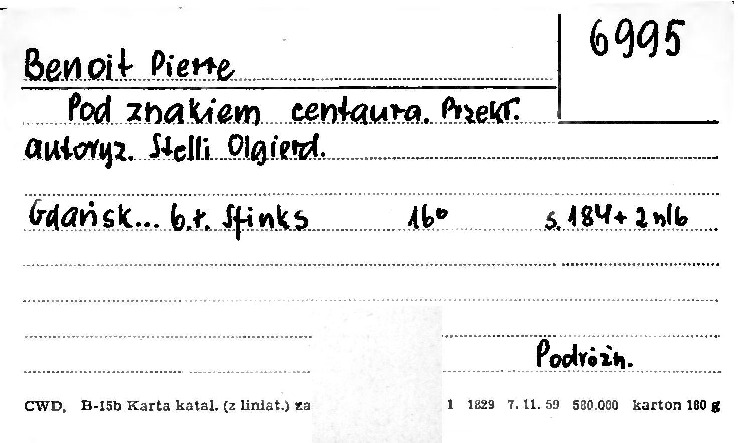 6995
Benoit Pierre
Pod znakiem centaura. Przekł.
autoryz. Stelli Olgierd.
Gdańsk... b.r. Sfinks 16° s. 184 + 2 nlb
Podróżn.
CWD, B-15b Karta katal. (z liniat.) za 1 1829 7.11.59 580.000 karton 180 g